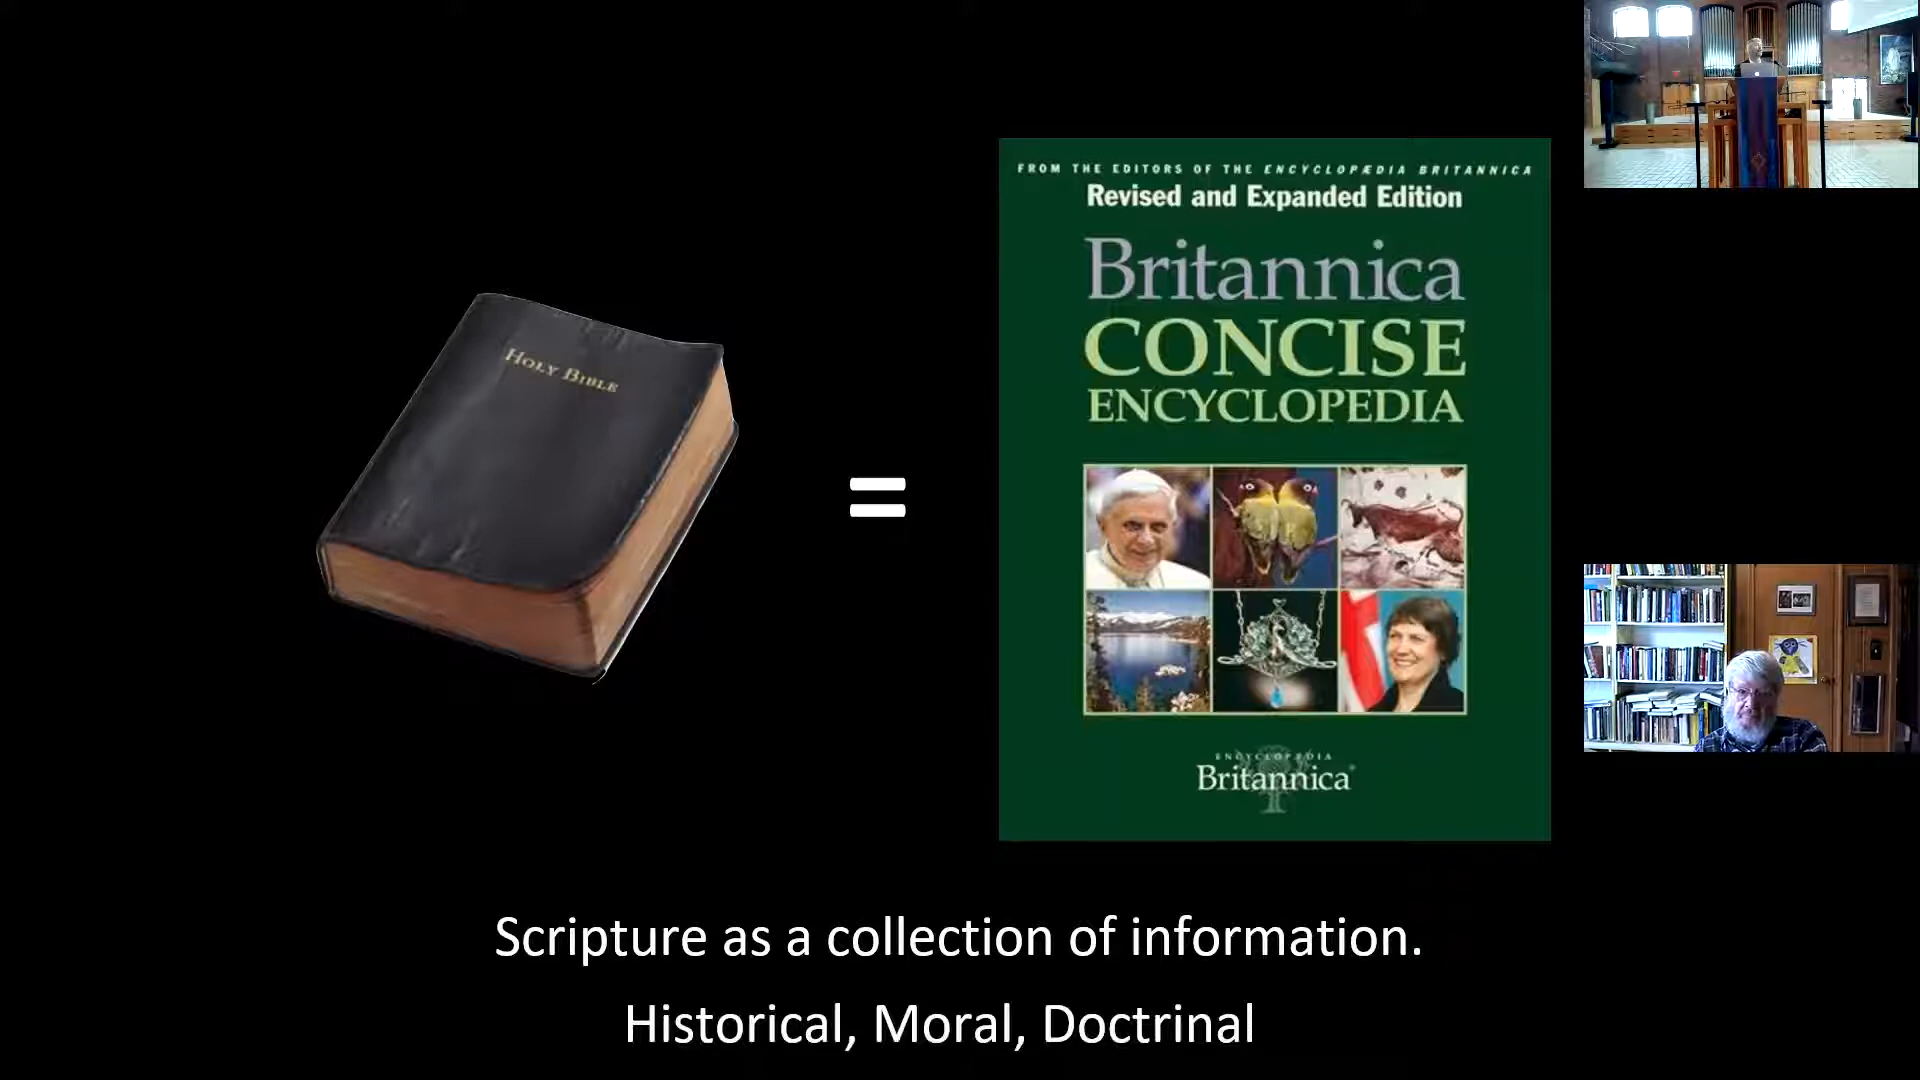 HOLY BIBLE
=
FROM THE EDITORS OF THE ENCYCLOPÆDIA BRITANNICA
Revised and Expanded Edition
Britannica
CONCISE
ENCYCLOPEDIA
ENCYCLOPÆDIA
Britannica®
Scripture as a collection of information.
Historical, Moral, Doctrinal